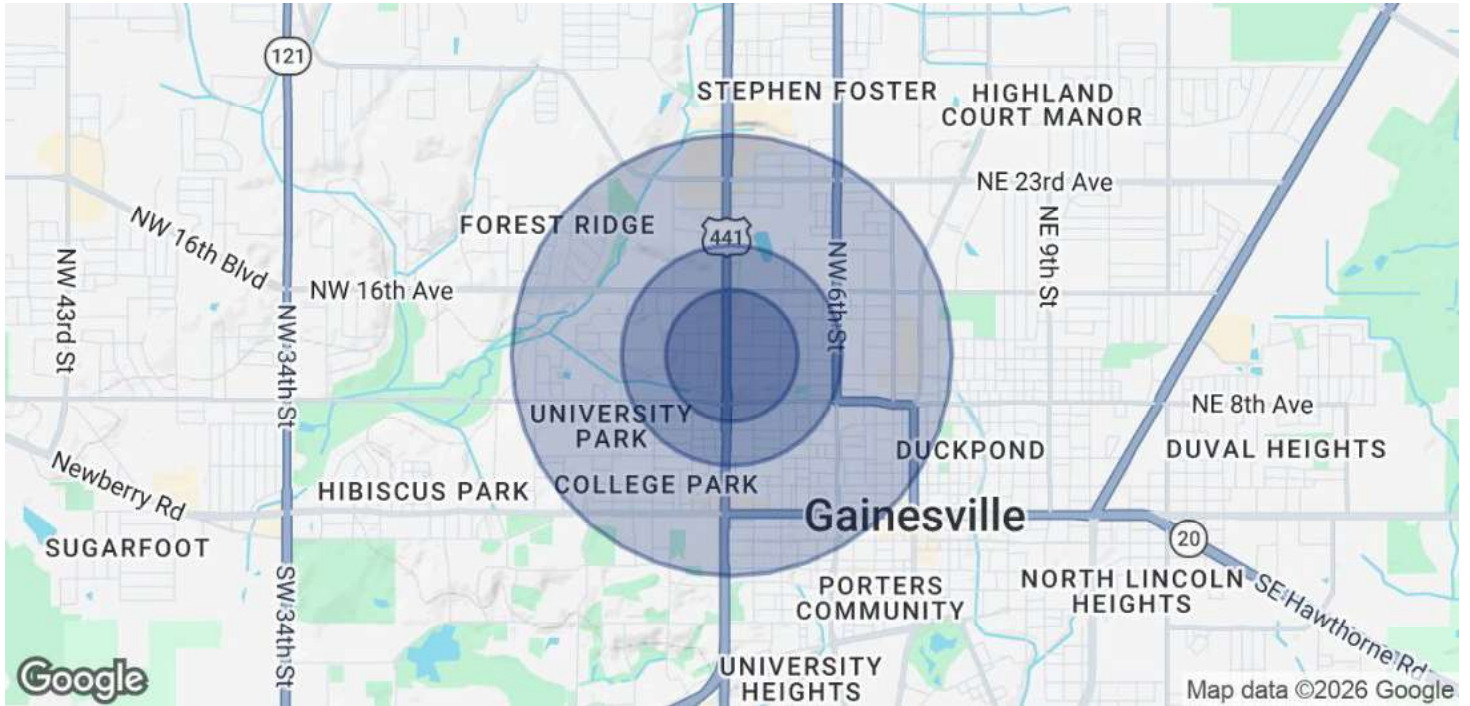 121
STEPHEN FOSTER
HIGHLAND
COURT MANOR
NE 23rd Ave
NW 16th Blvd
FOREST RIDGE
441
NE 9th St
NW 43rd St
NW 16th Ave
NW 34th St
NW 6th St
NE 8th Ave
UNIVERSITY
PARK
DUCKPOND
DUVAL HEIGHTS
Newberry Rd
HIBISCUS PARK
COLLEGE PARK
Gainesville
SUGARFOOT
20
SW 34th St
PORTERS
COMMUNITY
NORTH LINCOLN
HEIGHTS
SE Hawthorne Rd
UNIVERSITY
HEIGHTS
Google
Map data ©2026 Google